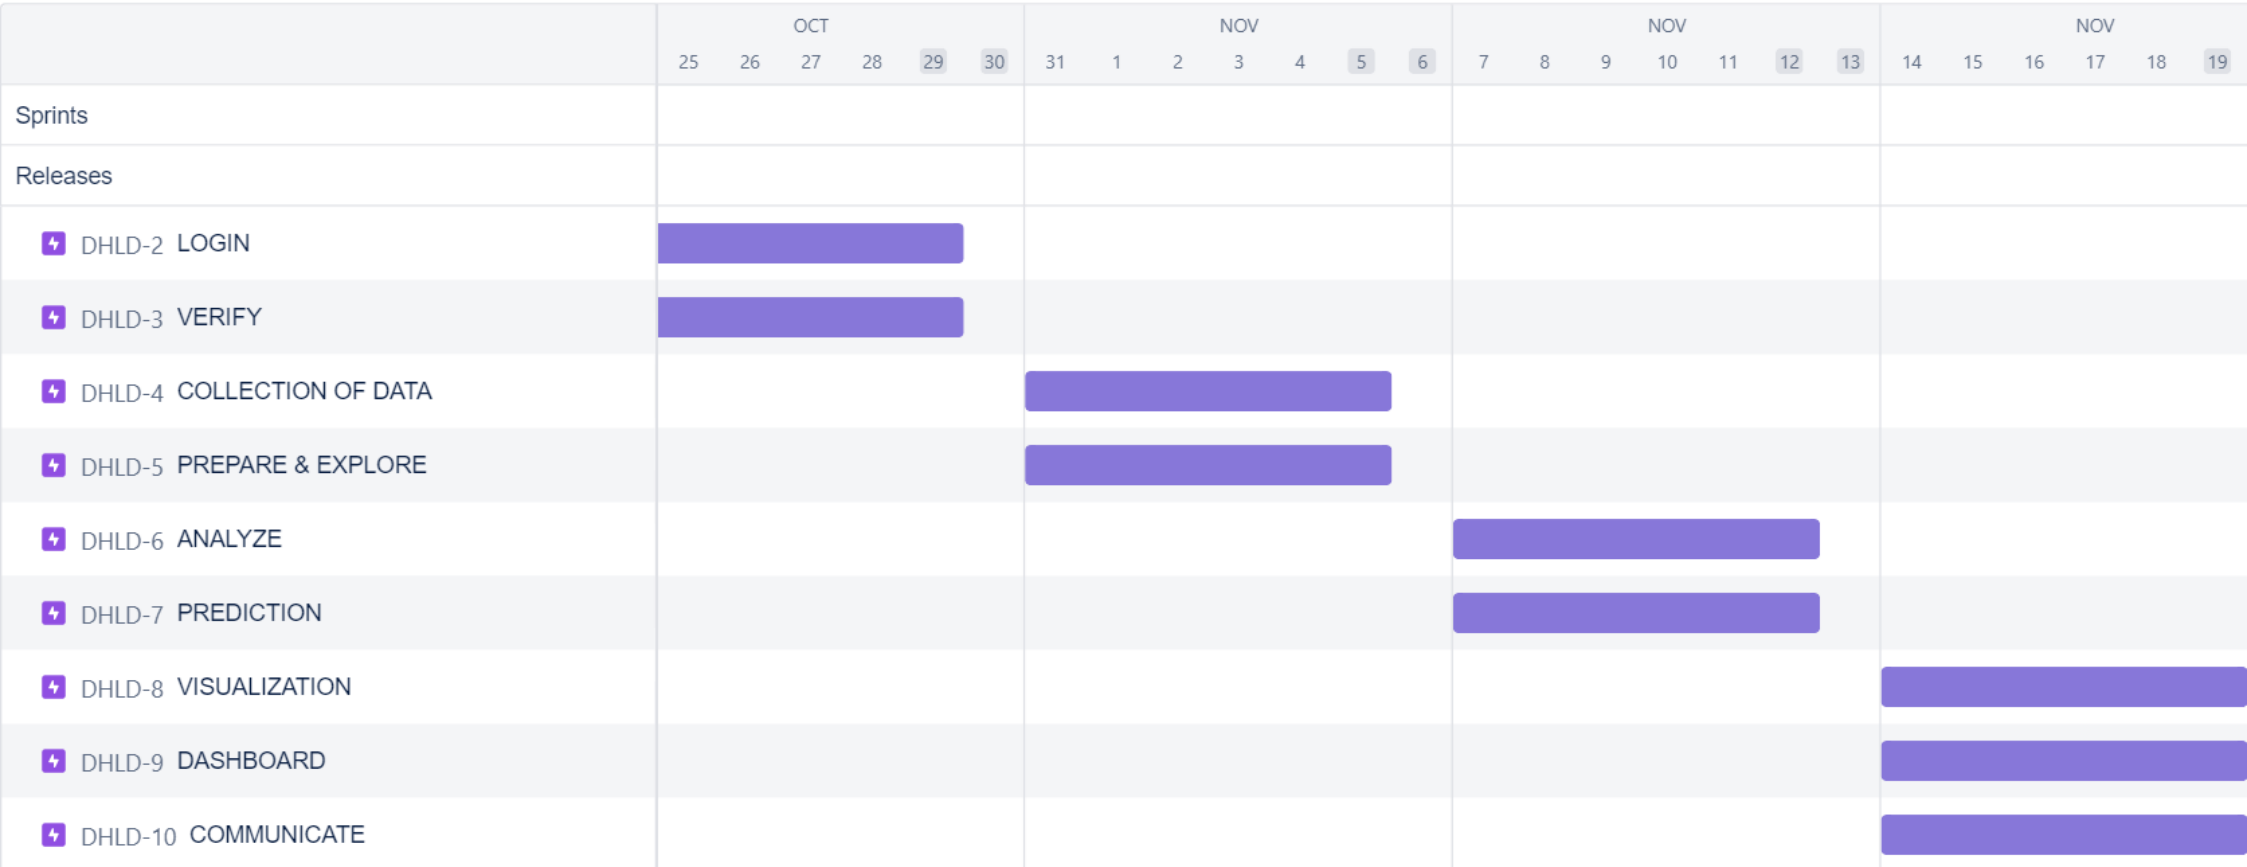 OCT NOV NOV NOV
25 26 27 28 29 30 31 1 2 3 4 5 6 7 8 9 10 11 12 13 14 15 16 17 18 19
Sprints
Releases
DHLD-2 LOGIN
DHLD-3 VERIFY
DHLD-4 COLLECTION OF DATA
DHLD-5 PREPARE & EXPLORE
DHLD-6 ANALYZE
DHLD-7 PREDICTION
DHLD-8 VISUALIZATION
DHLD-9 DASHBOARD
DHLD-10 COMMUNICATE